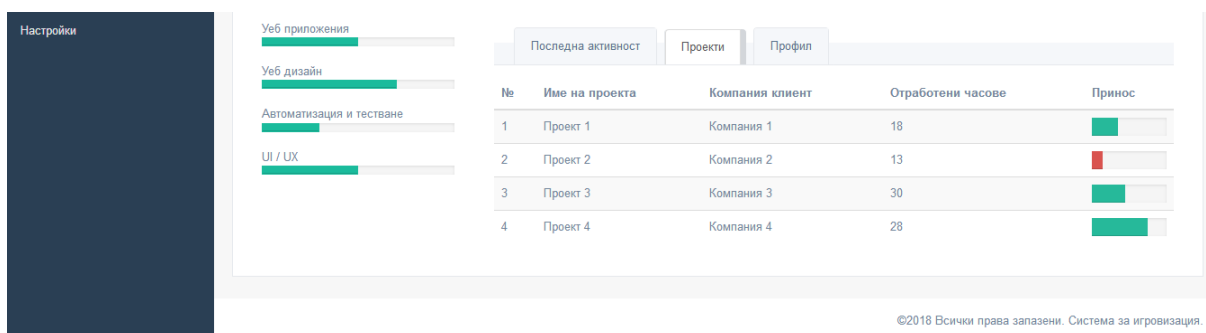 Настройки
Уеб приложения
Уеб дизайн
Автоматизация и тестване
UI / UX
Последна активност Проекти Профил
№ Име на проекта Компания клиент Отработени часове Принос
1 Проект 1 Компания 1 18
2 Проект 2 Компания 2 13
3 Проект 3 Компания 3 30
4 Проект 4 Компания 4 28
©2018 Всички права запазени. Система за игровизация.